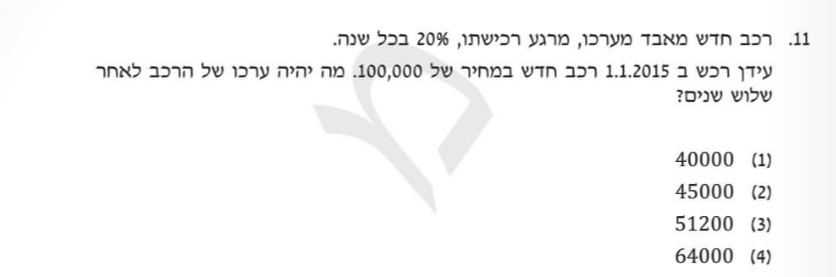 11. רכב חדש מאבד מערכו, מרגע רכישתו, 20% בכל שנה.
עידן רכש ב 1.1.2015 רכב חדש במחיר של 100,000. מה יהיה ערכו של הרכב לאחר
שלוש שנים?
(1) 40000
(2) 45000
(3) 51200
(4) 64000